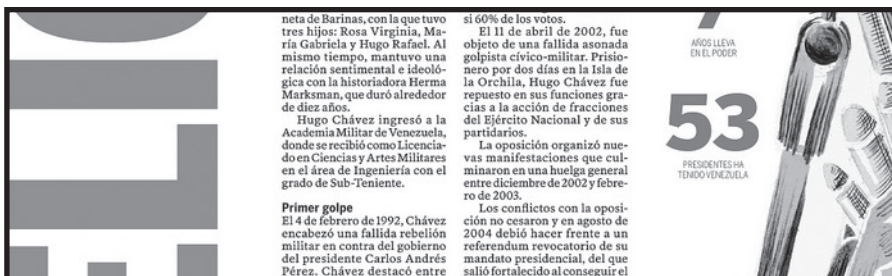 neta de Barinas, con la que tuvo
tres hijos: Rosa Virginia, Ma-
ría Gabriela y Hugo Rafael. Al
mismo tiempo, mantuvo una
relación sentimental e ideoló-
gica con la historiadora Herma
Marksman, que duró alrededor
de diez años.
Hugo Chávez ingresó a la
Academia Militar de Venezuela,
donde se recibió como Licencia-
do en Ciencias y Artes Militares
en el área de Ingeniería con el
grado de Sub-Teniente.
Primer golpe
El 4 de febrero de 1992, Chávez
encabezó una fallida rebelión
militar en contra del gobierno
del presidente Carlos Andrés
Pérez. Chávez destacó entre
si 60% de los votos.
El 11 de abril de 2002, fue
objeto de una fallida asonada
golpista cívico-militar. Prisio-
nero por dos días en la Isla de
la Orchila, Hugo Chávez fue
repuesto en sus funciones gra-
cias a la acción de fracciones
del Ejército Nacional y de sus
partidarios.
La oposición organizó nue-
vas manifestaciones que cul-
minaron en una huelga general
entre diciembre de 2002 y febre-
ro de 2003.
Los conflictos con la oposi-
ción no cesaron y en agosto de
2004 debió hacer frente a un
referendum revocatorio de su
mandato presidencial, del que
salió fortalecido al conseguir el
AÑOS LLEVA
EN EL PODER
53
PRESIDENTES HA
TENIDO VENEZUELA